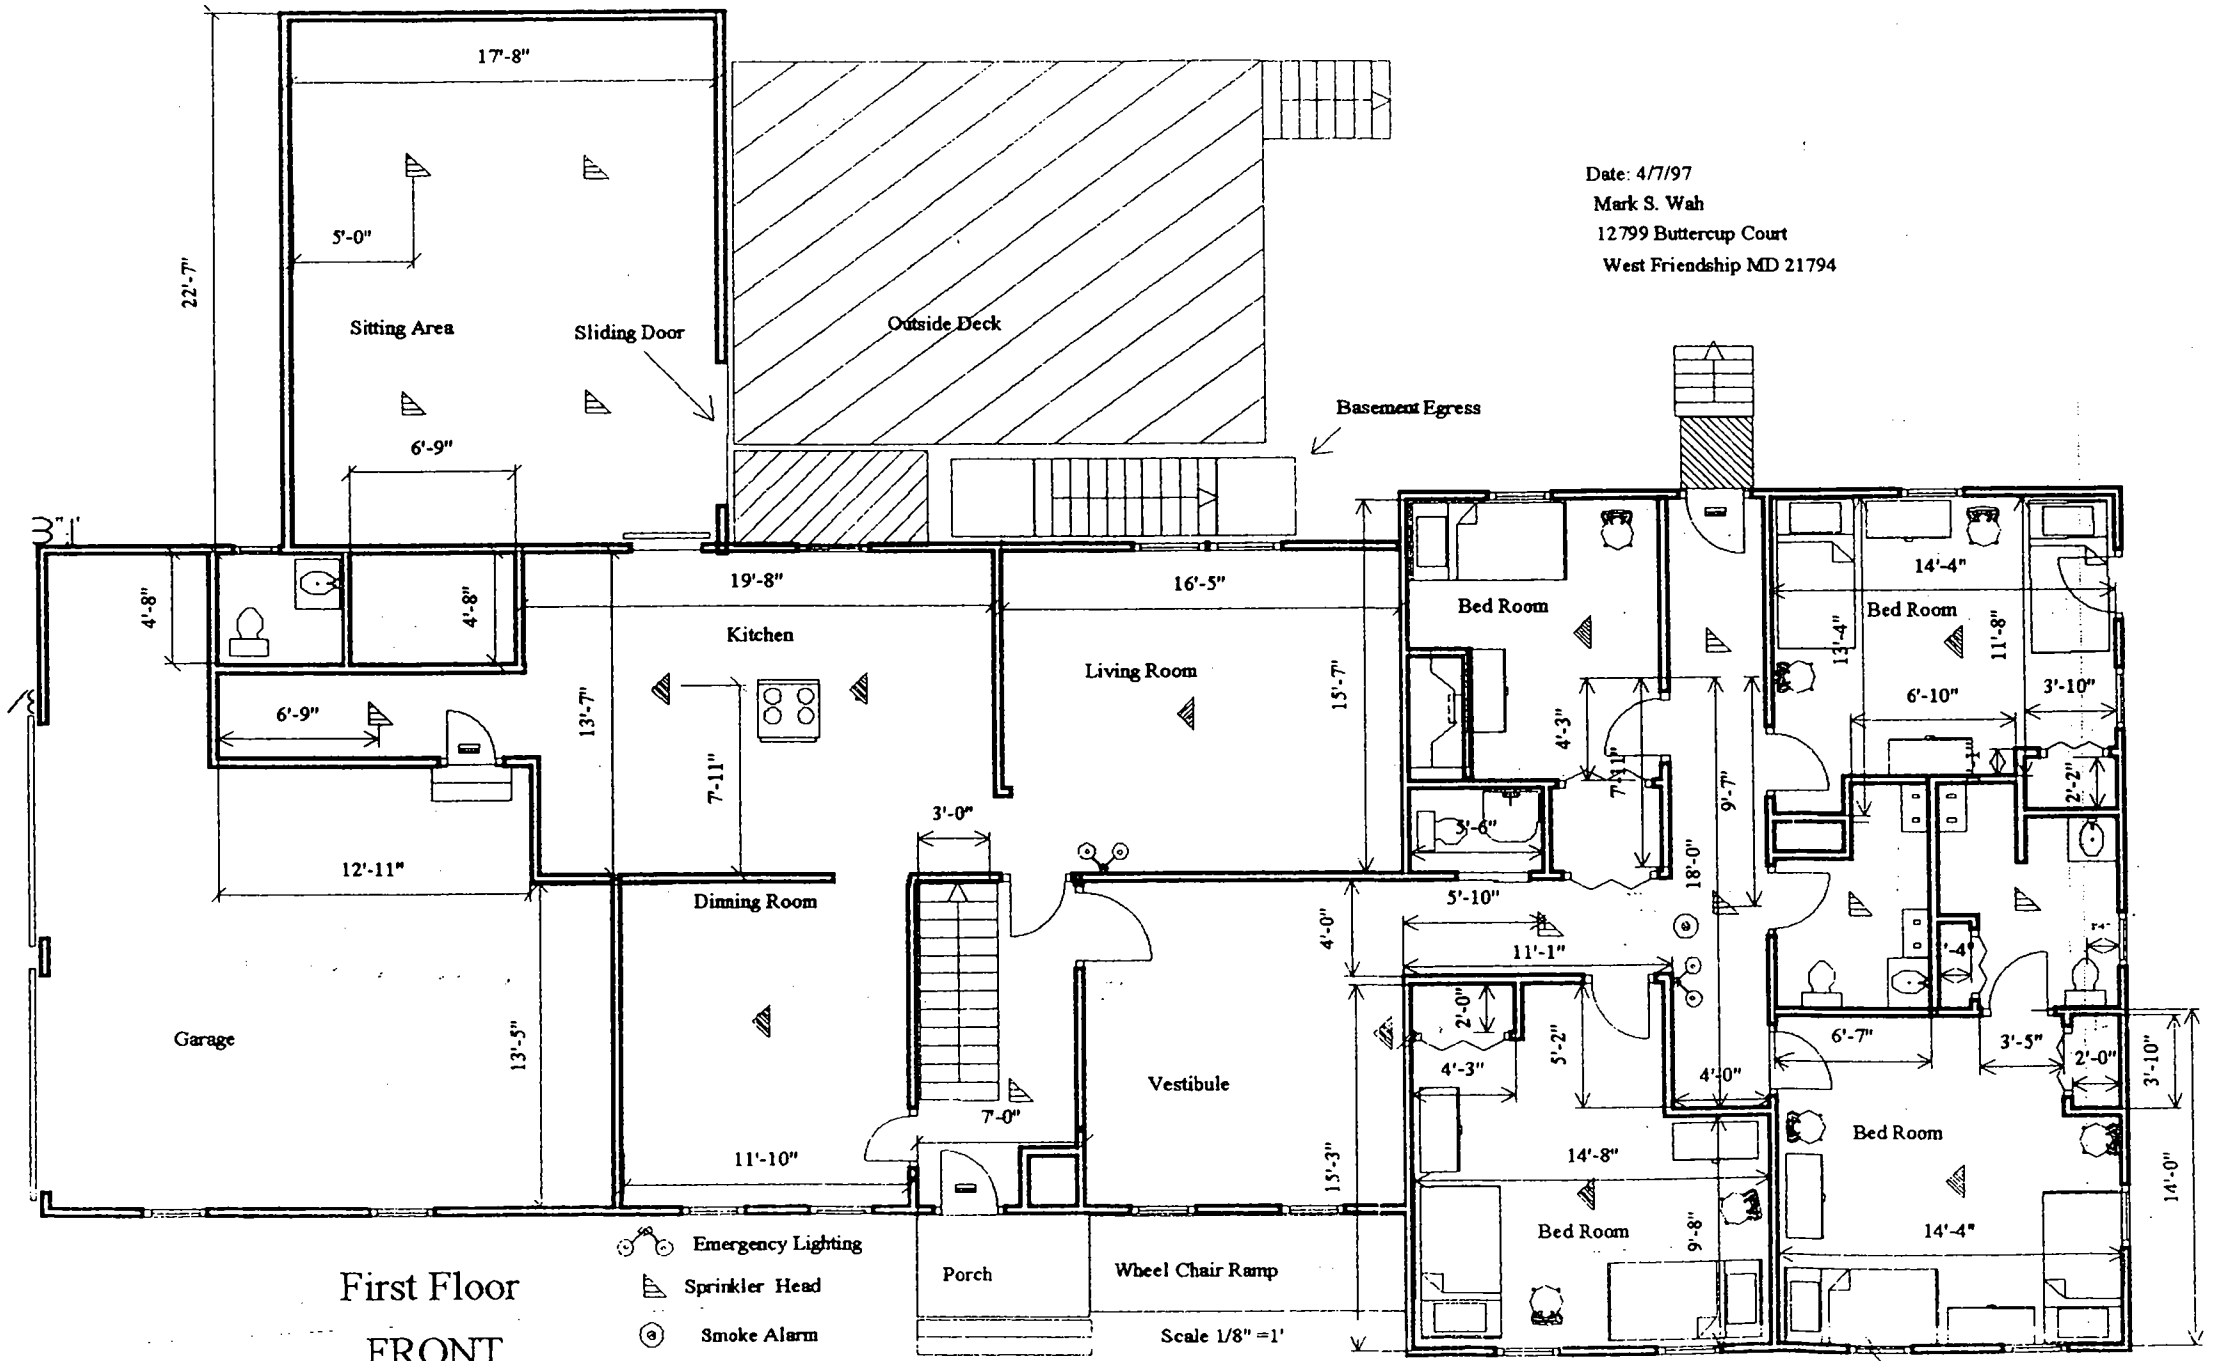 17'-8"
Date: 4/7/97
Mark S. Wah
12799 Buttercup Court
West Friendship MD 21794
5'-0"
22'-7"
Sitting Area
Sliding Door
Outside Deck
Basement Egress
6'-9"
4'-8"
4'-8"
19'-8"
Kitchen
13'-7"
7'-11"
6'-9"
12'-11"
3'-0"
16'-5"
Living Room
15'-7"
Bed Room
4'-3"
7'-11"
9'-7"
18'-0"
5'-6"
14'-4"
Bed Room
13'-4"
11'-8"
6'-10"
3'-10"
2'-2"
Dinning Room
5'-10"
4'-0"
11'-1"
Garage
13'-5"
11'-10"
7'-0"
Vestibule
15'-3"
2'-0"
4'-3"
5'-2"
4'-0"
14'-8"
Bed Room
9'-8"
6'-7"
3'-5"
2'-0"
3'-10"
Bed Room
14'-4"
14'-0"
First Floor
FRONT
Emergency Lighting
Sprinkler Head
Smoke Alarm
Porch
Wheel Chair Ramp
Scale 1/8" =1'